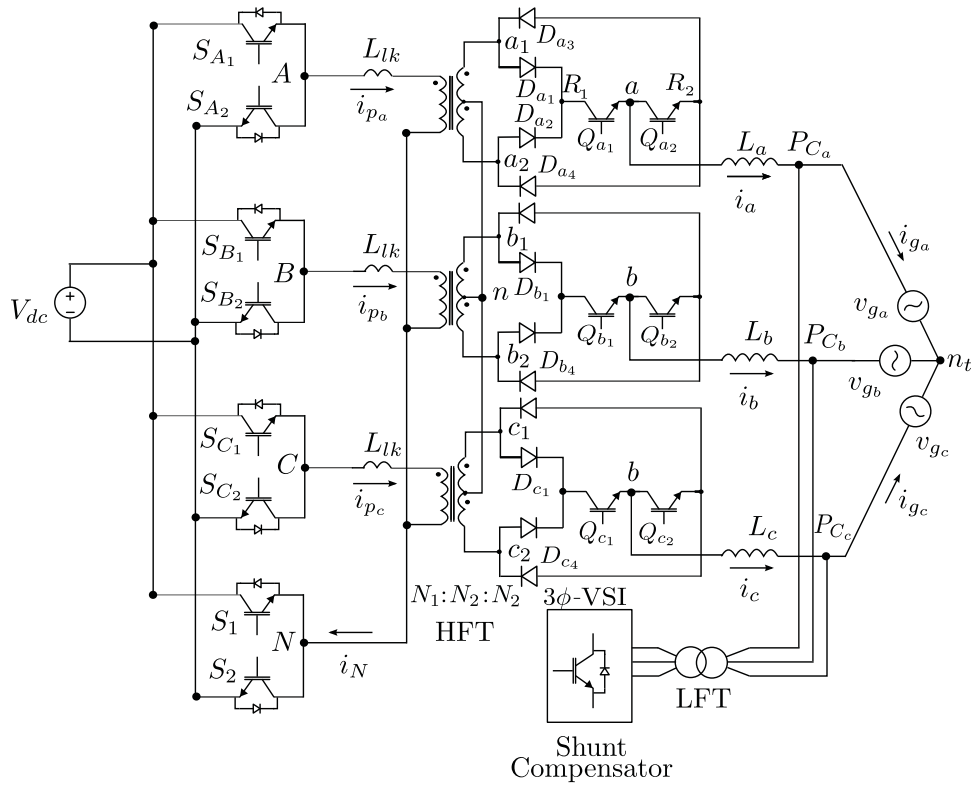 S_{A_1}
A
L_{lk}
i_{p_a}
S_{A_2}
a_1
D_{a_3}
D_{a_1}
D_{a_2}
R_1
a
R_2
Q_{a_1}
Q_{a_2}
a_2
D_{a_4}
L_a
i_a
P_{C_a}
i_{g_a}
v_{g_a}
S_{B_1}
B
L_{lk}
i_{p_b}
S_{B_2}
V_{dc}
+
−
b_1
D_{b_1}
n
b
Q_{b_1}
Q_{b_2}
b_2
D_{b_4}
L_b
i_b
P_{C_b}
v_{g_b}
n_t
S_{C_1}
C
L_{lk}
i_{p_c}
S_{C_2}
c_1
D_{c_1}
b
Q_{c_1}
Q_{c_2}
c_2
D_{c_4}
L_c
i_c
P_{C_c}
v_{g_c}
i_{g_c}
N_1:N_2:N_2
HFT
S_1
N
i_N
S_2
3ϕ-VSI
LFT
Shunt
Compensator